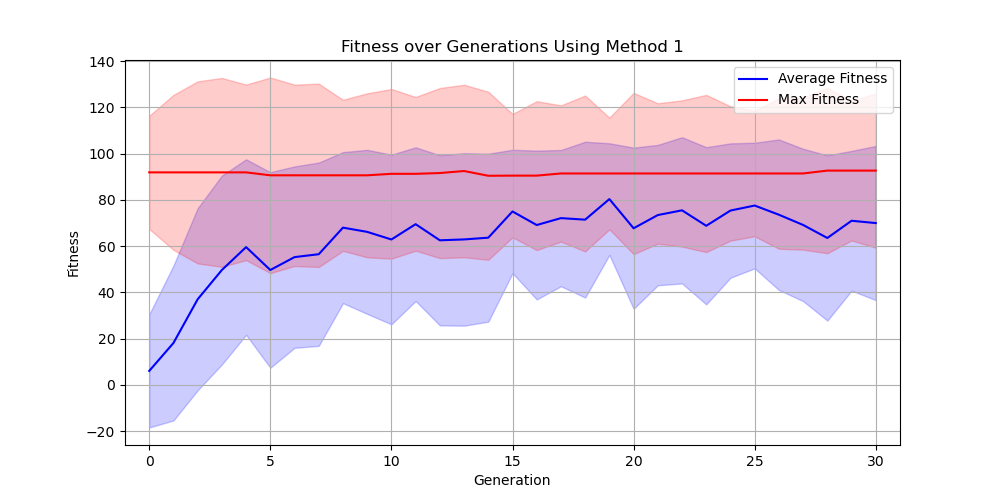 Fitness over Generations Using Method 1
Average Fitness
Max Fitness
Fitness
140
120
100
80
60
40
20
0
−20
0 5 10 15 20 25 30
Generation